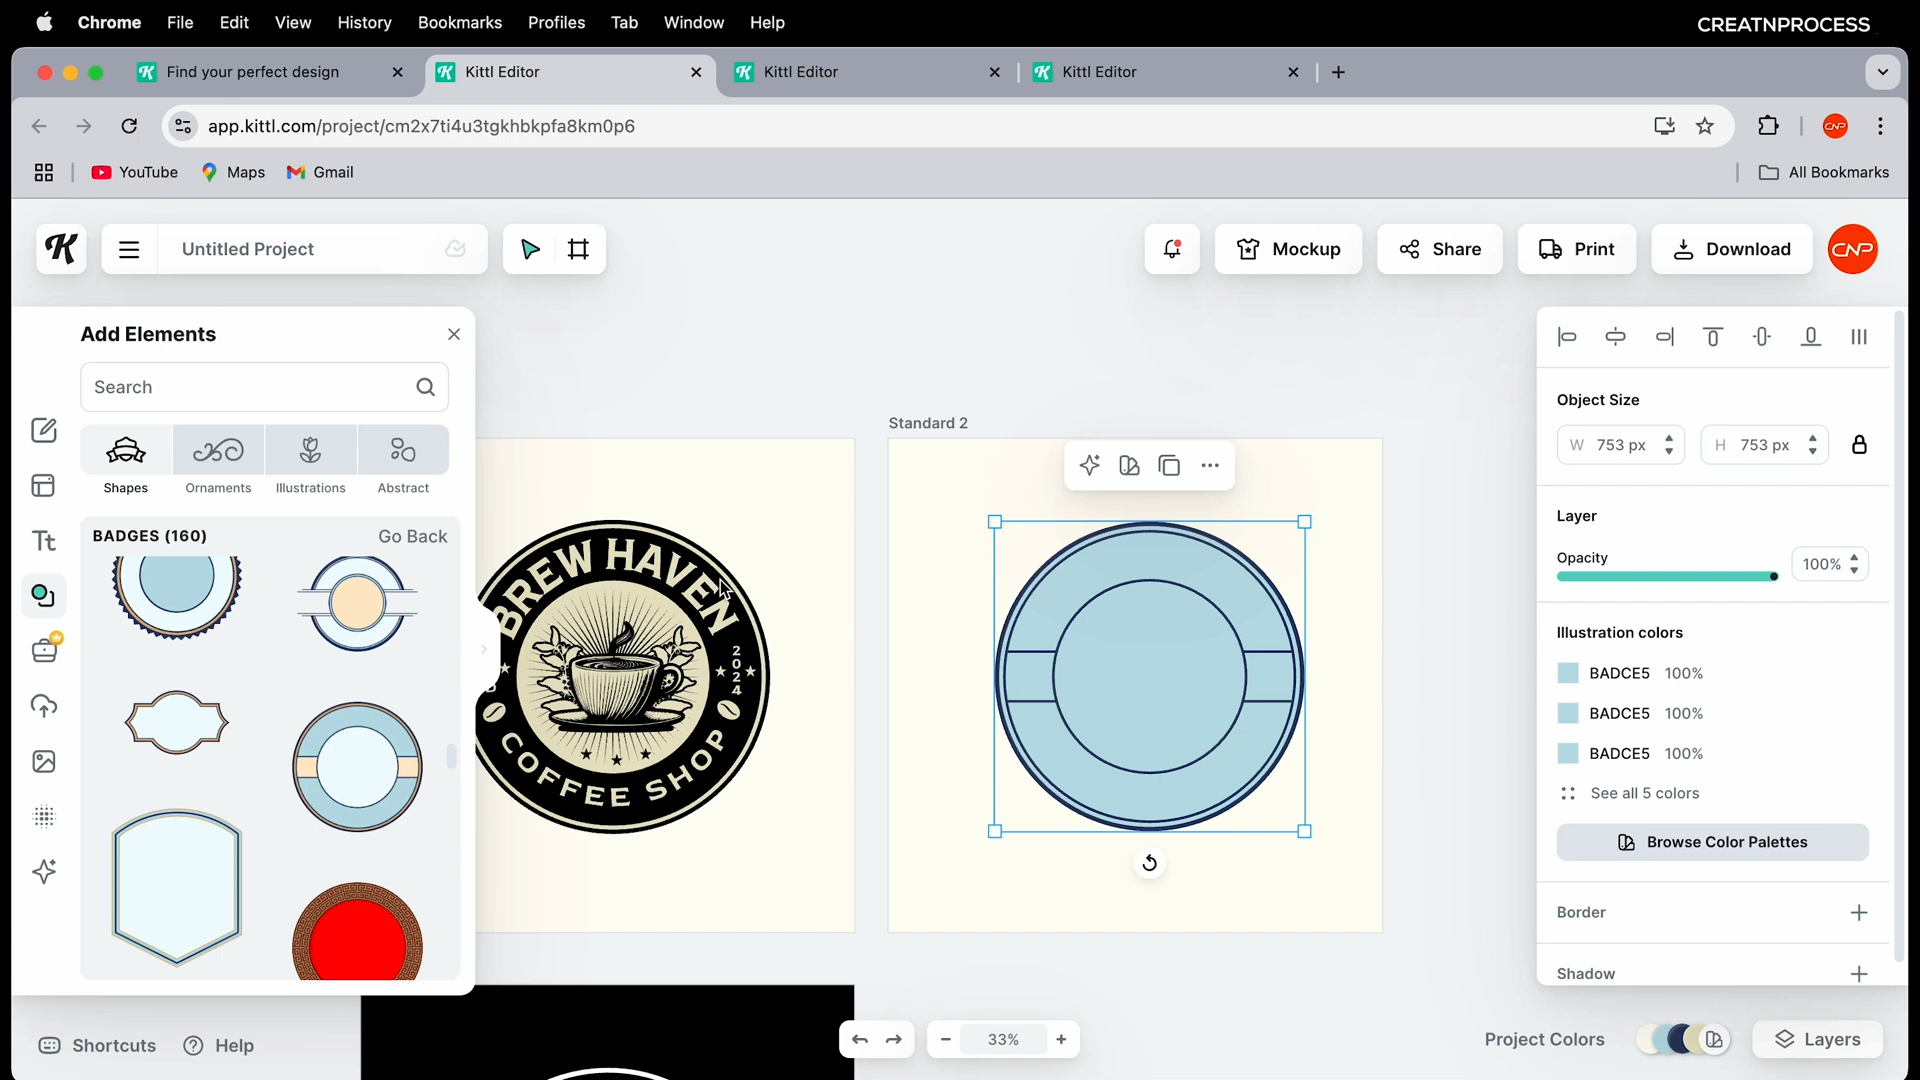 Chrome File Edit View History Bookmarks Profiles Tab Window Help
CREATNPROCESS
Find your perfect design
Kittl Editor
Kittl Editor
Kittl Editor
app.kittl.com/project/cm2x7ti4u3tgkhbkpfa8km0p6
CNP
YouTube
Maps
Gmail
All Bookmarks
Untitled Project
Mockup
Share
Print
Download
CNP
Add Elements
Search
Shapes
Ornaments
Illustrations
Abstract
BADGES (160)
Go Back
BREW HAVEN
2024
COFFEE SHOP
Standard 2
Object Size
W 753 px
H 753 px
Layer
Opacity
100%
Illustration colors
BADCE5 100%
BADCE5 100%
BADCE5 100%
See all 5 colors
Browse Color Palettes
Border
Shadow
Shortcuts
Help
33%
Project Colors
Layers